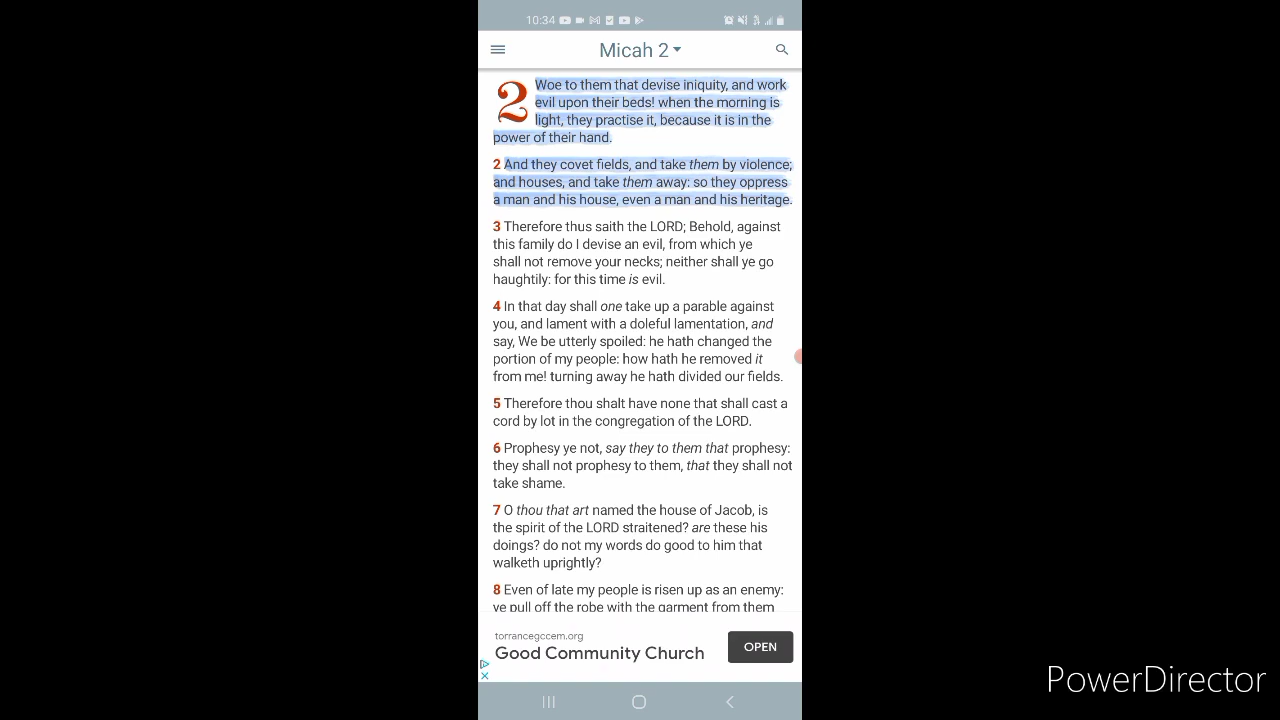 10:34
Micah 2
2 Woe to them that devise iniquity, and work
evil upon their beds! when the morning is
light, they practise it, because it is in the
power of their hand.
2 And they covet fields, and take them by violence;
and houses, and take them away: so they oppress
a man and his house, even a man and his heritage.
3 Therefore thus saith the LORD; Behold, against
this family do I devise an evil, from which ye
shall not remove your necks; neither shall ye go
haughtily: for this time is evil.
4 In that day shall one take up a parable against
you, and lament with a doleful lamentation, and
say, We be utterly spoiled: he hath changed the
portion of my people: how hath he removed it
from me! turning away he hath divided our fields.
5 Therefore thou shalt have none that shall cast a
cord by lot in the congregation of the LORD.
6 Prophesy ye not, say they to them that prophesy:
they shall not prophesy to them, that they shall not
take shame.
7 O thou that art named the house of Jacob, is
the spirit of the LORD straitened? are these his
doings? do not my words do good to him that
walketh uprightly?
8 Even of late my people is risen up as an enemy:
ye pull off the robe with the garment from them
torrancegccem.org
Good Community Church
OPEN
PowerDirector